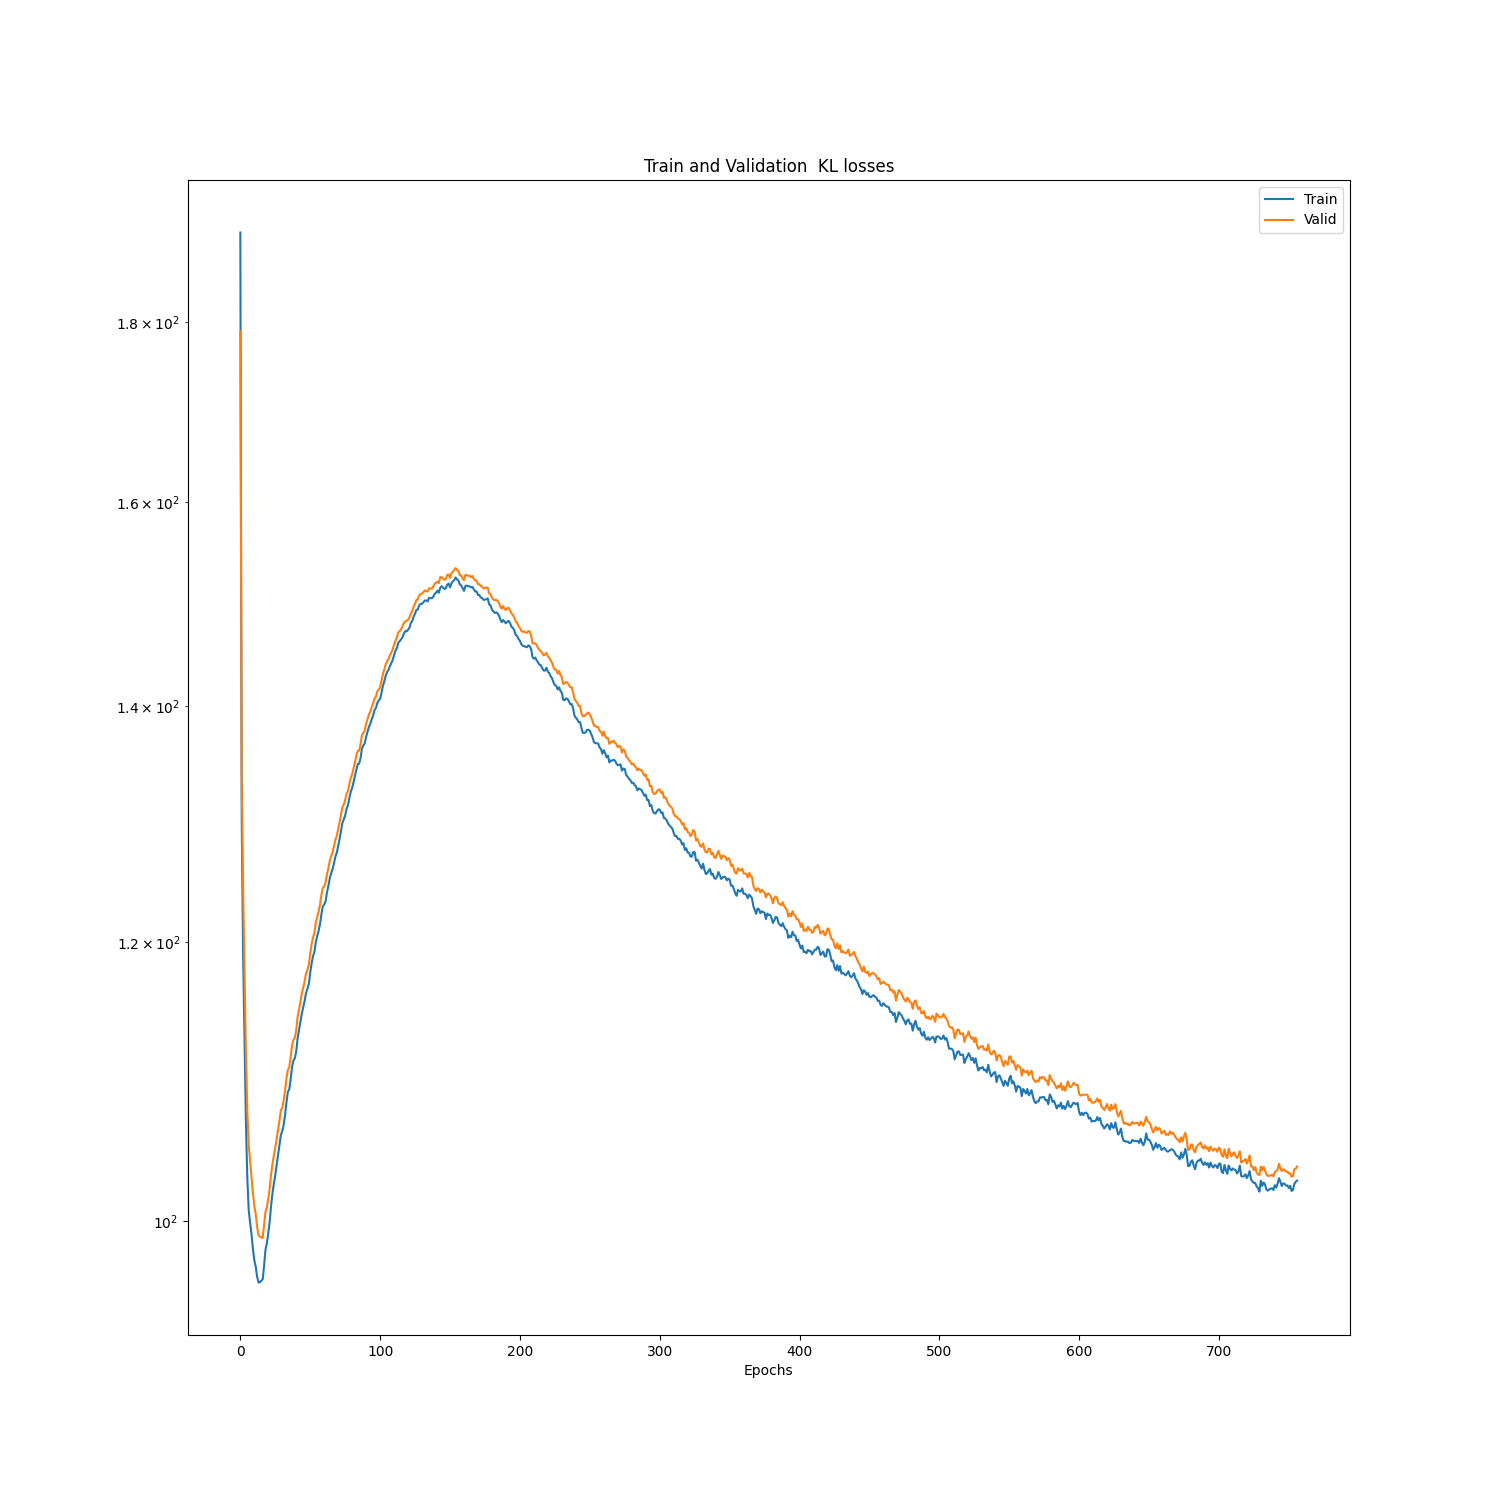 Train and Validation  KL losses
Train
Valid
1.8 × 10²
1.6 × 10²
1.4 × 10²
1.2 × 10²
10²
0 100 200 300 400 500 600 700
Epochs